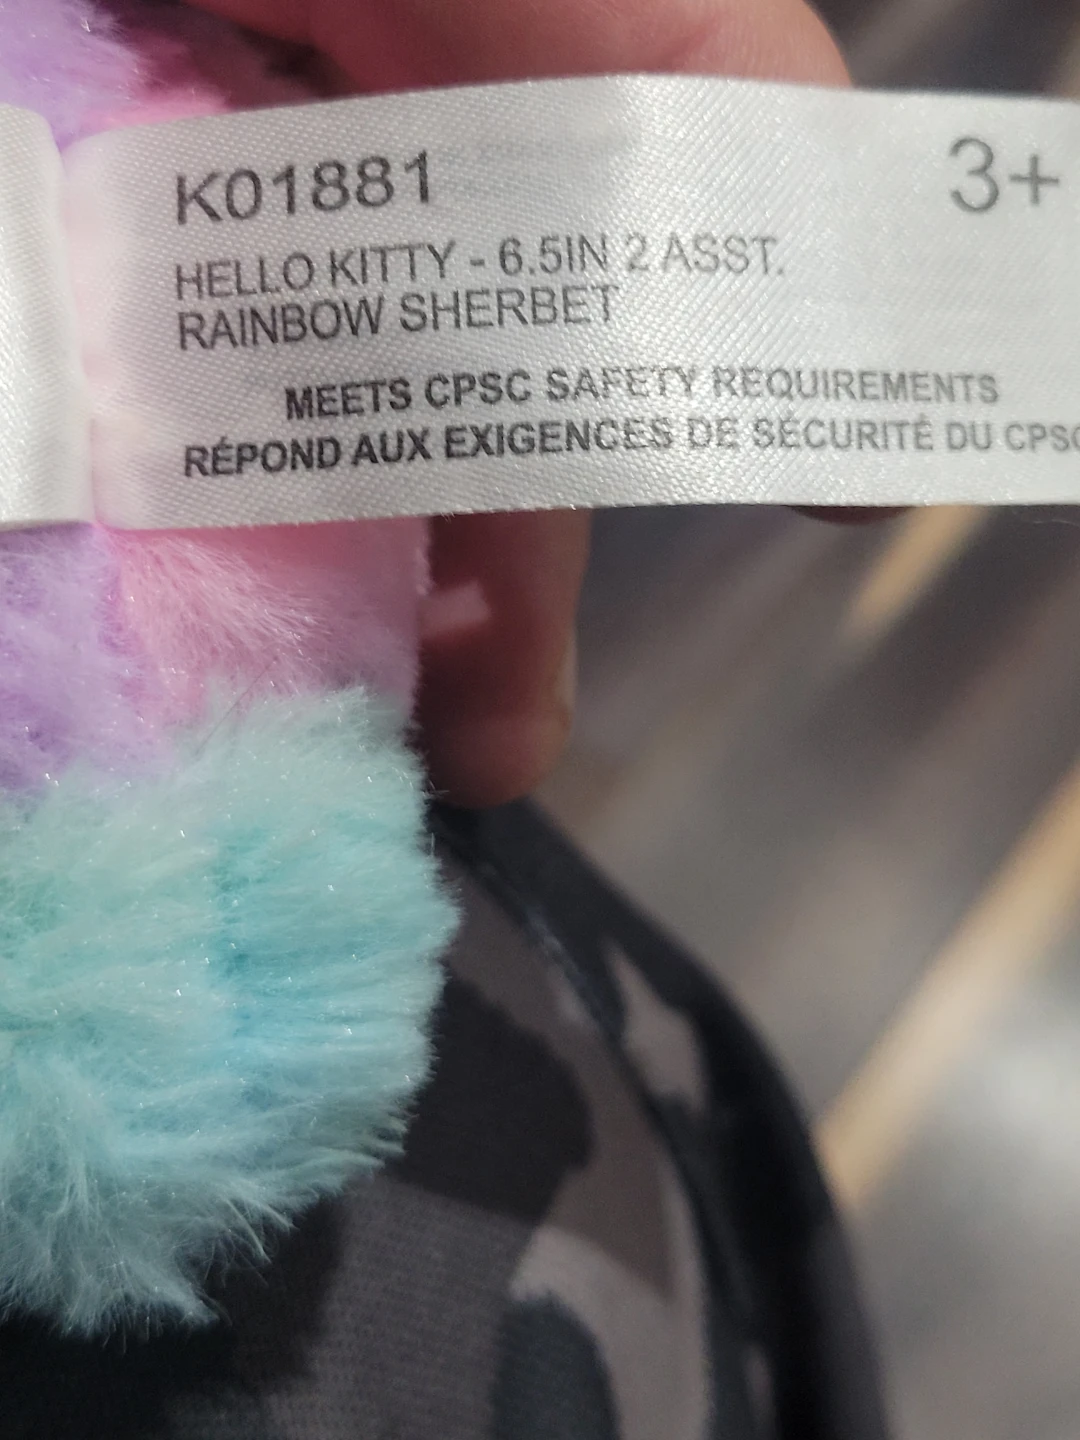 K01881
3+
HELLO KITTY - 6.5IN 2 ASST.
RAINBOW SHERBET
MEETS CPSC SAFETY REQUIREMENTS
RÉPOND AUX EXIGENCES DE SÉCURITÉ DU CPSC